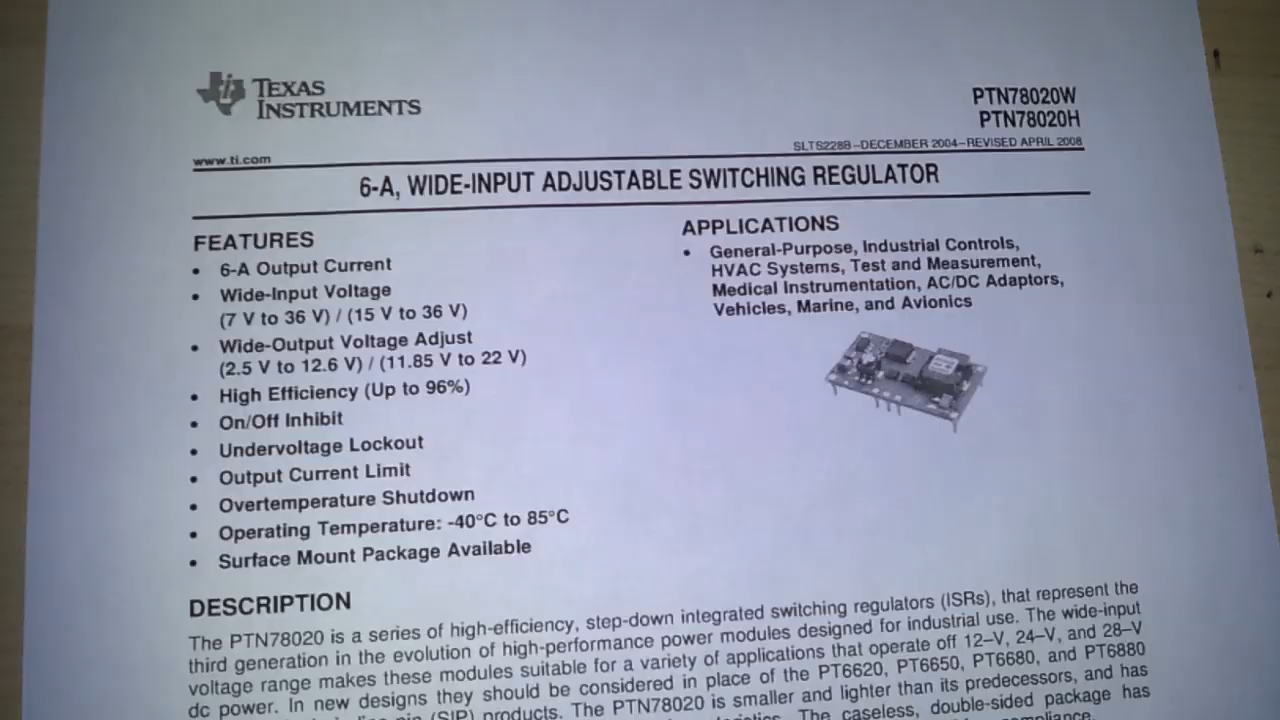 TEXAS
INSTRUMENTS
www.ti.com
PTN78020W
PTN78020H
SLTS228B–DECEMBER 2004–REVISED APRIL 2008
6-A, WIDE-INPUT ADJUSTABLE SWITCHING REGULATOR
FEATURES
• 6-A Output Current
• Wide-Input Voltage
(7 V to 36 V) / (15 V to 36 V)
• Wide-Output Voltage Adjust
(2.5 V to 12.6 V) / (11.85 V to 22 V)
• High Efficiency (Up to 96%)
• On/Off Inhibit
• Undervoltage Lockout
• Output Current Limit
• Overtemperature Shutdown
• Operating Temperature: -40°C to 85°C
• Surface Mount Package Available
APPLICATIONS
• General-Purpose, Industrial Controls,
HVAC Systems, Test and Measurement,
Medical Instrumentation, AC/DC Adaptors,
Vehicles, Marine, and Avionics
DESCRIPTION
The PTN78020 is a series of high-efficiency, step-down integrated switching regulators (ISRs), that represent the
third generation in the evolution of high-performance power modules designed for industrial use. The wide-input
voltage range makes these modules suitable for a variety of applications that operate off 12–V, 24–V, and 28–V
dc power. In new designs they should be considered in place of the PT6620, PT6650, PT6680, and PT6880
(SIP) products. The PTN78020 is smaller and lighter than its predecessors, and has
The caseless, double-sided package has